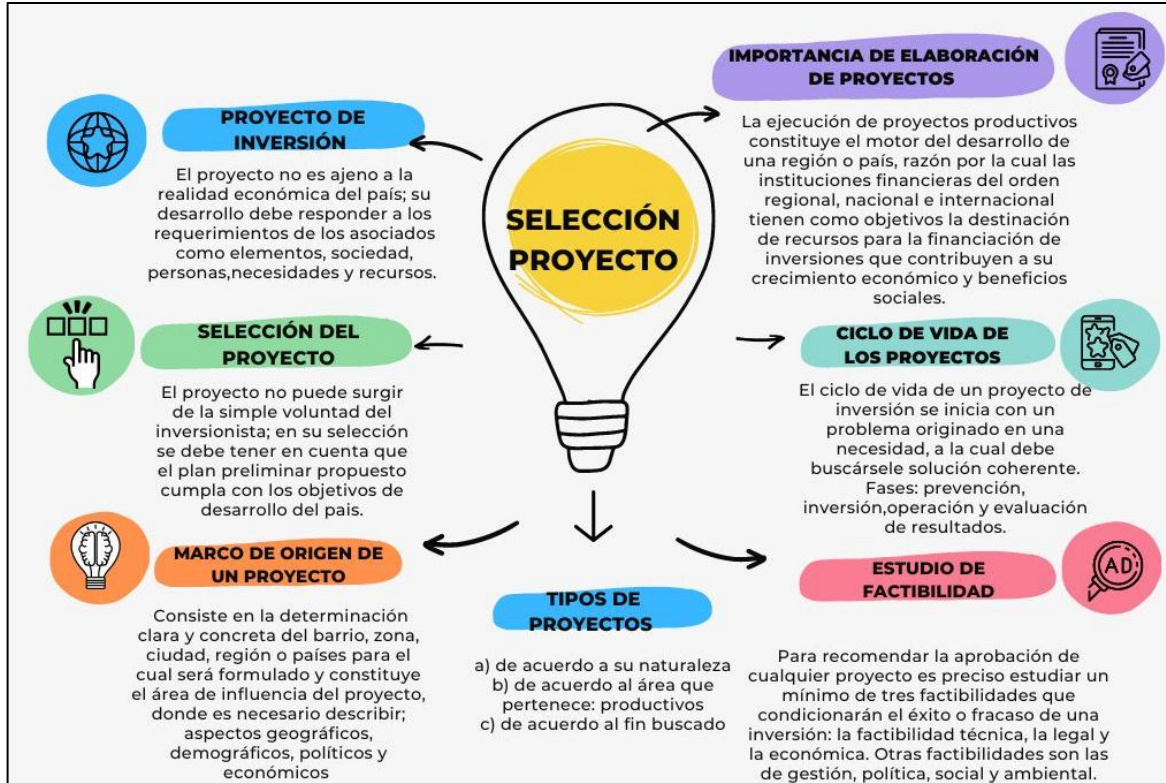 SELECCIÓN
PROYECTO
PROYECTO DE
INVERSIÓN
El proyecto no es ajeno a la
realidad económica del país; su
desarrollo debe responder a los
requerimientos de los asociados
como elementos, sociedad,
personas,necesidades y recursos.
SELECCIÓN DEL
PROYECTO
El proyecto no puede surgir
de la simple voluntad del
inversionista; en su selección
se debe tener en cuenta que
el plan preliminar propuesto
cumpla con los objetivos de
desarrollo del pais.
MARCO DE ORIGEN DE
UN PROYECTO
Consiste en la determinación
clara y concreta del barrio, zona,
ciudad, región o países para el
cual será formulado y constituye
el área de influencia del proyecto,
donde es necesario describir;
aspectos geográficos,
demográficos, políticos y
económicos
TIPOS DE
PROYECTOS
a) de acuerdo a su naturaleza
b) de acuerdo al área que
pertenece: productivos
c) de acuerdo al fin buscado
IMPORTANCIA DE ELABORACIÓN
DE PROYECTOS
La ejecución de proyectos productivos
constituye el motor del desarrollo de
una región o país, razón por la cual las
instituciones financieras del orden
regional, nacional e internacional
tienen como objetivos la destinación
de recursos para la financiación de
inversiones que contribuyen a su
crecimiento económico y beneficios
sociales.
CICLO DE VIDA DE
LOS PROYECTOS
El ciclo de vida de un proyecto de
inversión se inicia con un
problema originado en una
necesidad, a la cual debe
buscársele solución coherente.
Fases: prevención,
inversión,operación y evaluación
de resultados.
ESTUDIO DE
FACTIBILIDAD
AD
Para recomendar la aprobación de
cualquier proyecto es preciso estudiar un
mínimo de tres factibilidades que
condicionarán el éxito o fracaso de una
inversión: la factibilidad técnica, la legal y
la económica. Otras factibilidades son las
de gestión, política, social y ambiental.